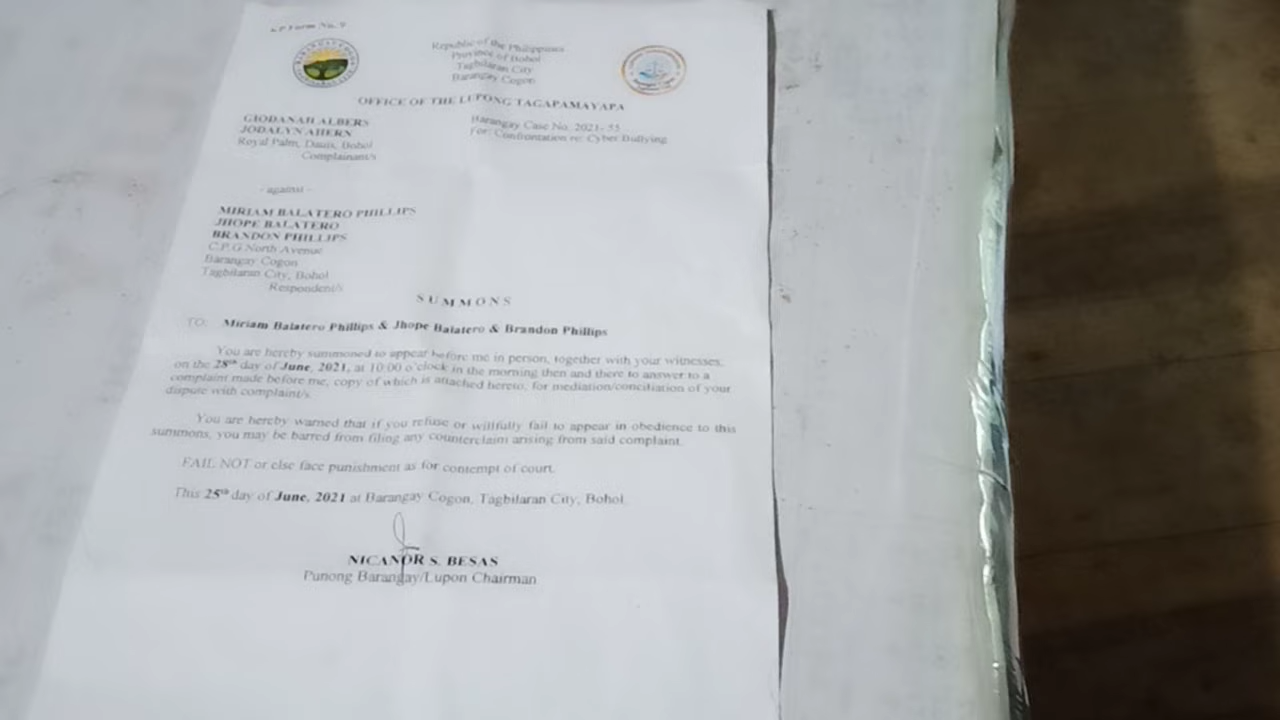 KP Form No. 9
Republic of the Philippines
Province of Bohol
Tagbilaran City
Barangay Cogon
OFFICE OF THE LUPONG TAGAPAMAYAPA
GIODANAH ALBERS
JODALYN AHERN
Royal Palm, Dauis, Bohol
Complainant/s
Barangay Case No. 2021- 55
For: Confrontation re: Cyber Bullying
- against -
MIRIAM BALATERO PHILLIPS
JHOPE BALATERO
BRANDON PHILLIPS
C.P.G North Avenue
Barangay Cogon
Tagbilaran City, Bohol
Respondent/s
SUMMONS
TO: Miriam Balatero Phillips & Jhope Balatero & Brandon Phillips
You are hereby summoned to appear before me in person, together with your witnesses,
on the 28th day of June, 2021, at 10:00 o'clock in the morning then and there to answer to a
complaint made before me, copy of which is attached hereto, for mediation/conciliation of your
dispute with complaint/s.
You are hereby warned that if you refuse or willfully fail to appear in obedience to this
summons, you may be barred from filing any counterclaim arising from said complaint.
FAIL NOT or else face punishment as for contempt of court.
This 25th day of June, 2021 at Barangay Cogon, Tagbilaran City, Bohol.
NICANOR S. BESAS
Punong Barangay/Lupon Chairman